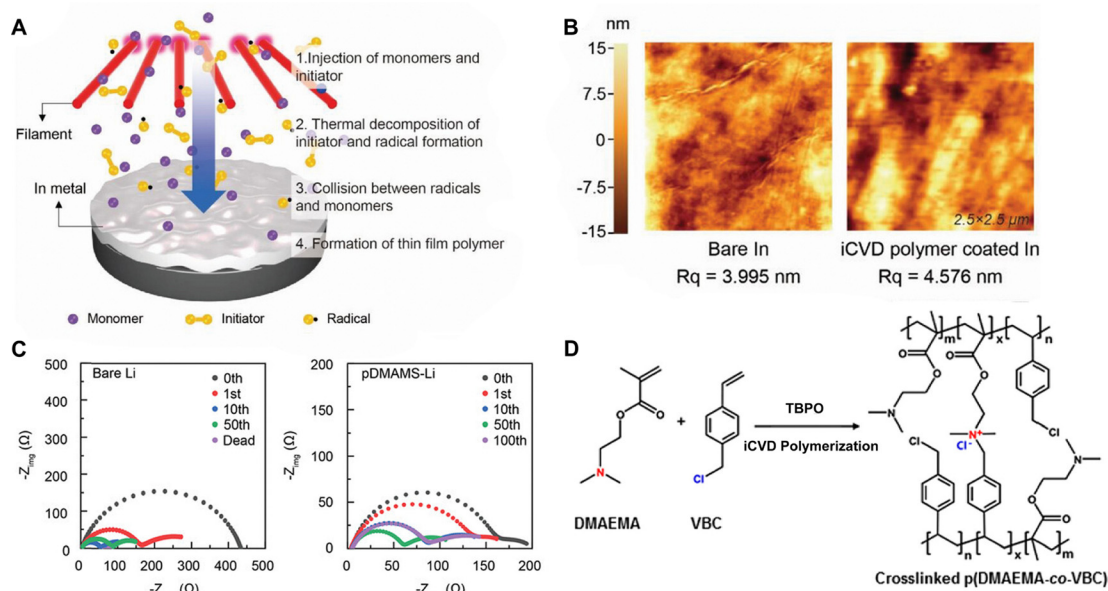 A
1.Injection of monomers and
initiator
Filament
2. Thermal decomposition of
initiator and radical formation
In metal
3. Collision between radicals
and monomers
4. Formation of thin film polymer
Monomer
Initiator
Radical
B
nm
15
7.5
0
-7.5
-15
2.5×2.5 µm
Bare In
iCVD polymer coated In
Rq = 3.995 nm
Rq = 4.576 nm
C
Bare Li
0th
1st
10th
50th
Dead
500
400
300
200
100
0
-Zimg (Ω)
0 100 200 300 400 500
pDMAMS-Li
0th
1st
10th
50th
100th
200
150
100
50
0
-Zimg (Ω)
0 50 100 150 200
D
N
DMAEMA
+
Cl
VBC
TBPO
iCVD Polymerization
m x n
O O
O O
N
N+
Cl-
Cl
Cl
N
O
O
n x m
Crosslinked p(DMAEMA-co-VBC)